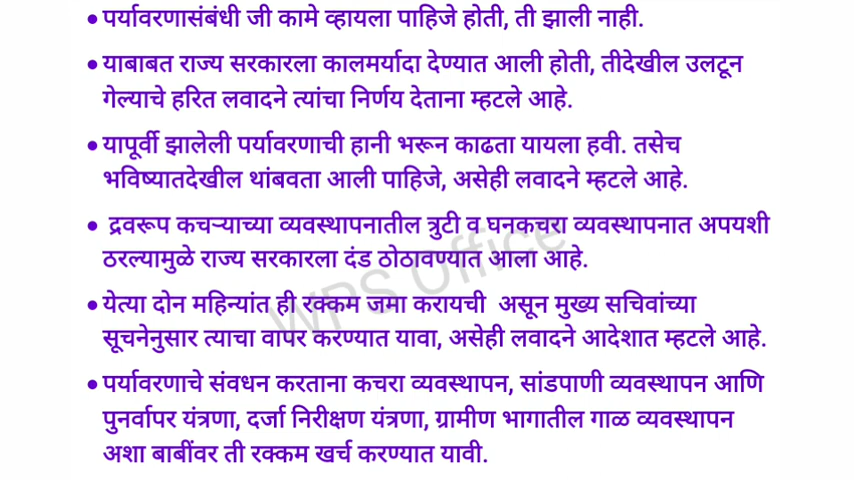 • पर्यावरणासंबंधी जी कामे व्हायला पाहिजे होती, ती झाली नाही.
• याबाबत राज्य सरकारला कालमर्यादा देण्यात आली होती, तीदेखील उलटून
गेल्याचे हरित लवादने त्यांचा निर्णय देताना म्हटले आहे.
• यापूर्वी झालेली पर्यावरणाची हानी भरून काढता यायला हवी. तसेच
भविष्यातदेखील थांबवता आली पाहिजे, असेही लवादने म्हटले आहे.
• द्रवरूप कचऱ्याच्या व्यवस्थापनातील त्रुटी व घनकचरा व्यवस्थापनात अपयशी
ठरल्यामुळे राज्य सरकारला दंड ठोठावण्यात आला आहे.
• येत्या दोन महिन्यांत ही रक्कम जमा करायची असून मुख्य सचिवांच्या
सूचनेनुसार त्याचा वापर करण्यात यावा, असेही लवादने आदेशात म्हटले आहे.
• पर्यावरणाचे संवधन करताना कचरा व्यवस्थापन, सांडपाणी व्यवस्थापन आणि
पुनर्वापर यंत्रणा, दर्जा निरीक्षण यंत्रणा, ग्रामीण भागातील गाळ व्यवस्थापन
अशा बाबींवर ती रक्कम खर्च करण्यात यावी.
WPS Office